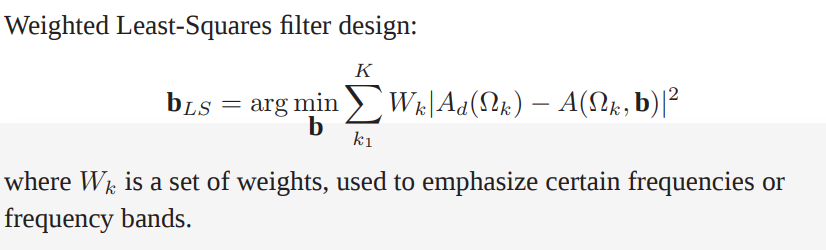 Weighted Least-Squares filter design:
$\mathbf{b}_{LS} = \arg\min_{\mathbf{b}} \sum_{k_1}^{K} W_k |A_d(\Omega_k) - A(\Omega_k, \mathbf{b})|^2$
where $W_k$ is a set of weights, used to emphasize certain frequencies or
frequency bands.